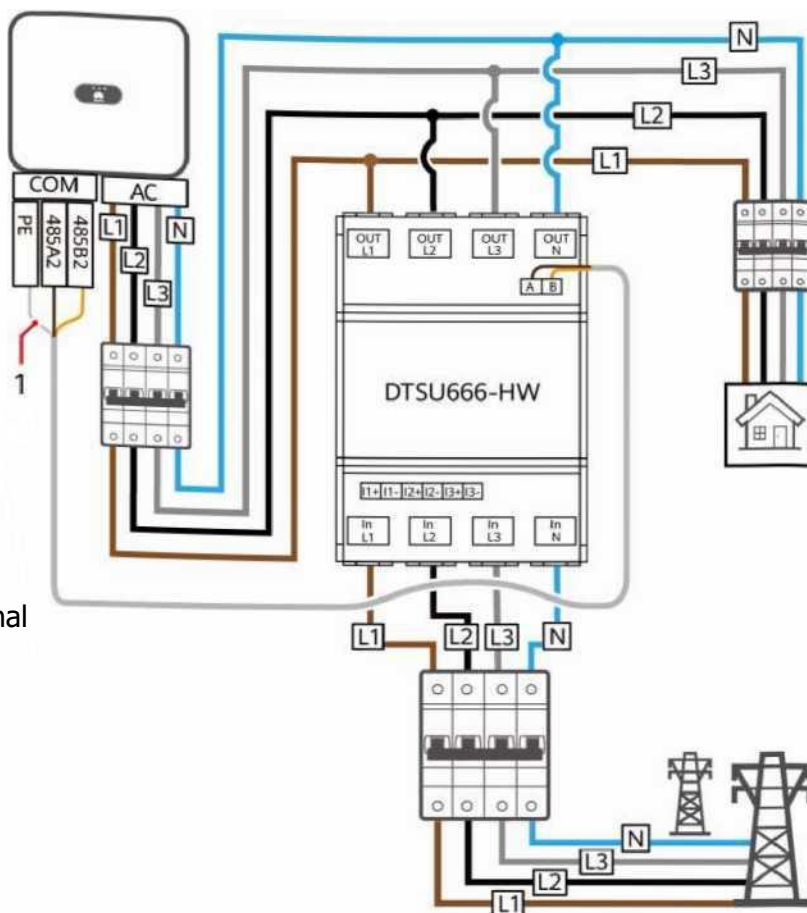 N
L3
L2
L1
COM
AC
PE
485A2
485B2
L1
L2
L3
N
1
OUT L1
OUT L2
OUT L3
OUT N
A B
DTSU666-HW
I1+ I1- I2+ I2- I3+ I3-
In L1
In L2
In L3
In N
nal
L1
L2
L3
N
N
L3
L2
L1